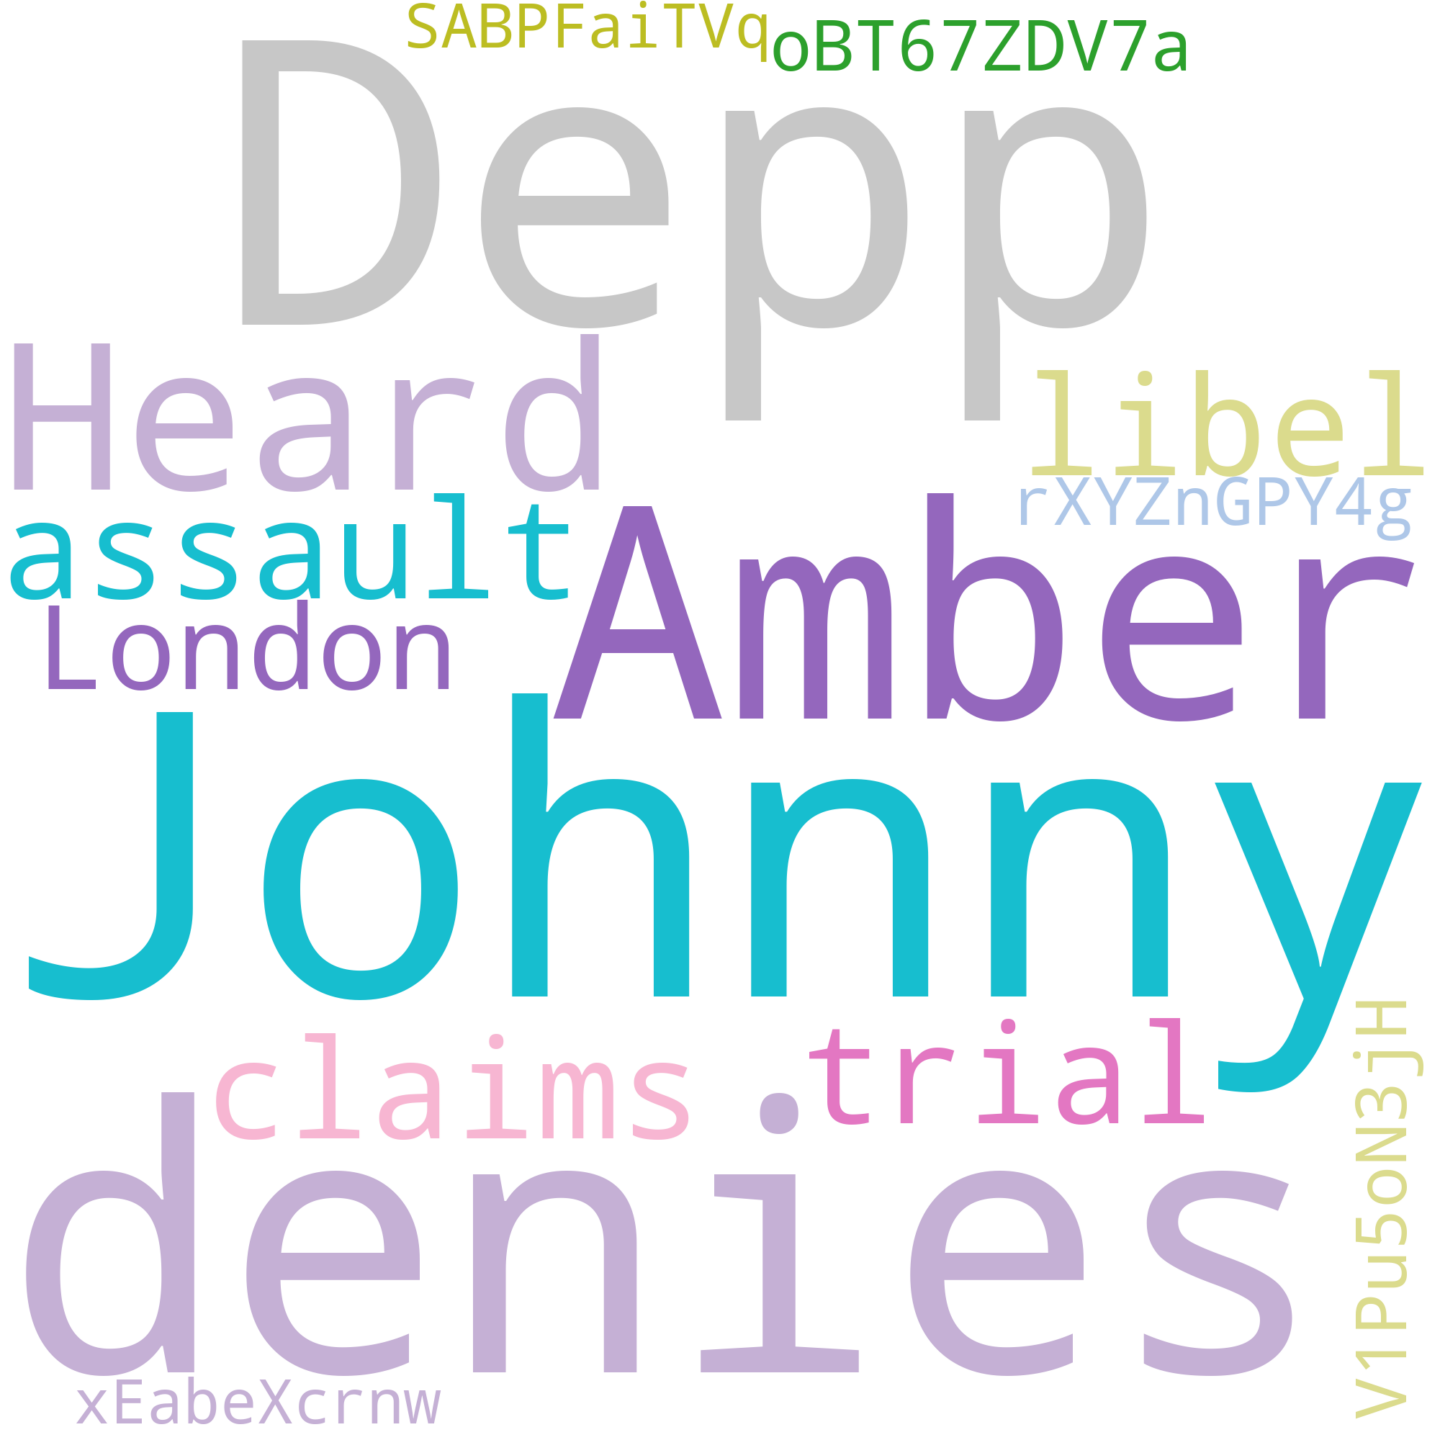 SABPFaiTVq
oBT67ZDV7a
Depp
Heard
libel
rXYZnGPY4g
assault
Amber
London
Johnny
claims
trial
V1Pu5oN3jH
denies
xEabeXcrnw